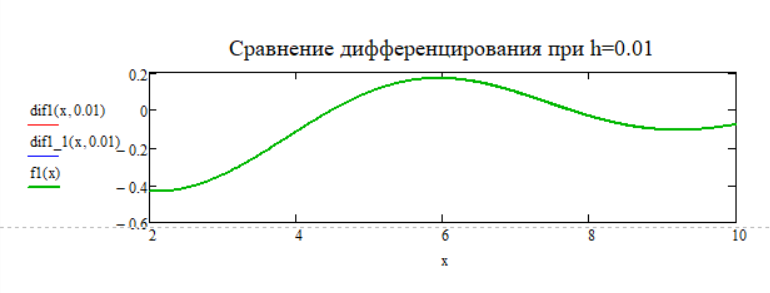 Сравнение дифференцирования при h=0.01
0.2
dif1(x,0.01)
0
dif1_1(x,0.01)
− 0.2
f1(x)
− 0.4
− 0.6
2 4 6 8 10
x